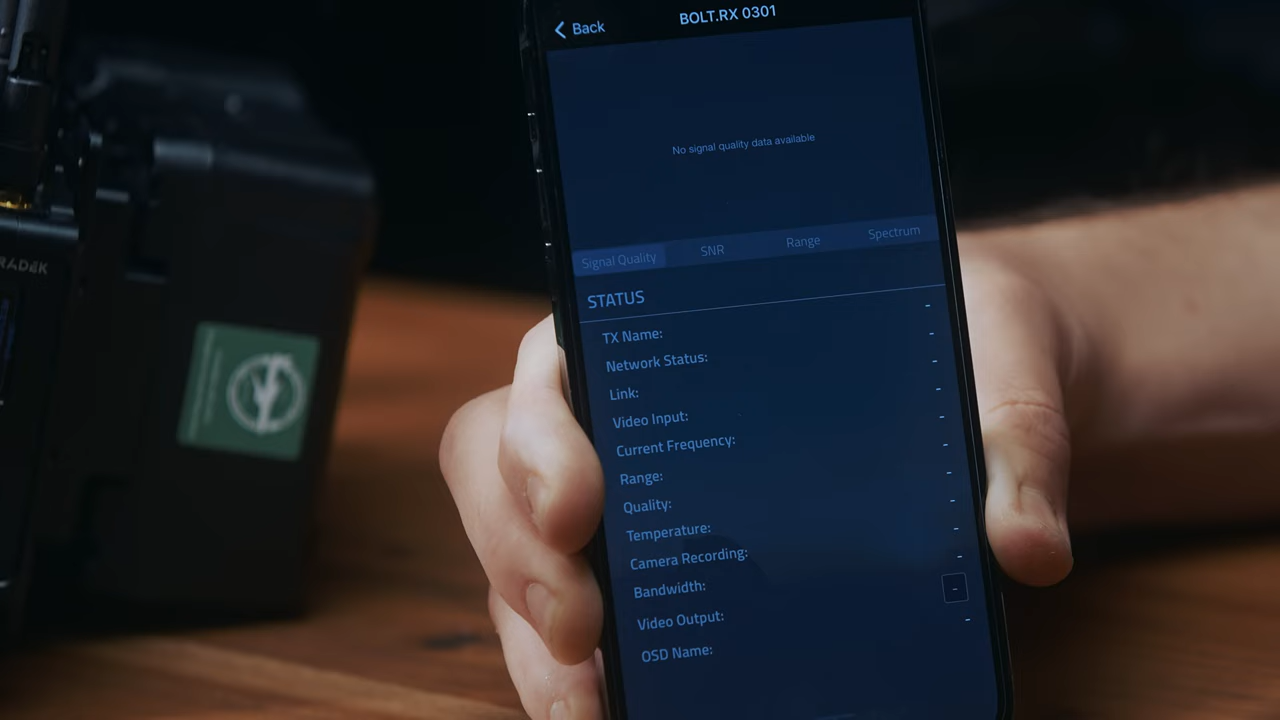 Back
BOLT.RX 0301
No signal quality data available
Signal Quality SNR Range Spectrum
STATUS
TX Name: -
Network Status: -
Link: -
Video Input: -
Current Frequency: -
Range: -
Quality: -
Temperature: -
Camera Recording: -
Bandwidth: -
Video Output: -
OSD Name: -
RADEK